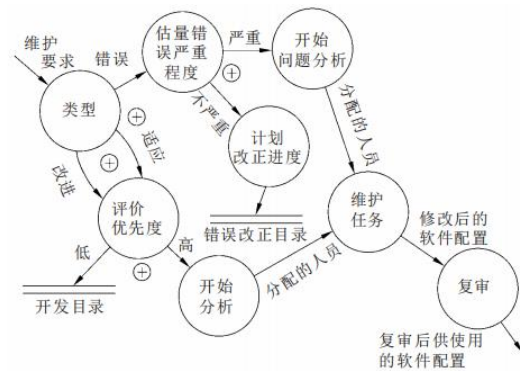 维护
要求
错误
估量错
误严重
程度
严重
⊕
开始
问题分析
类型
⊕
⊕
适应
改进
不严重
计划
改正进度
分配的人员
评价
优先度
错误改正目录
维护
任务
修改后的
软件配置
低
⊕
高
开始
分析
分配的人员
复审
开发目录
复审后供使用
的软件配置